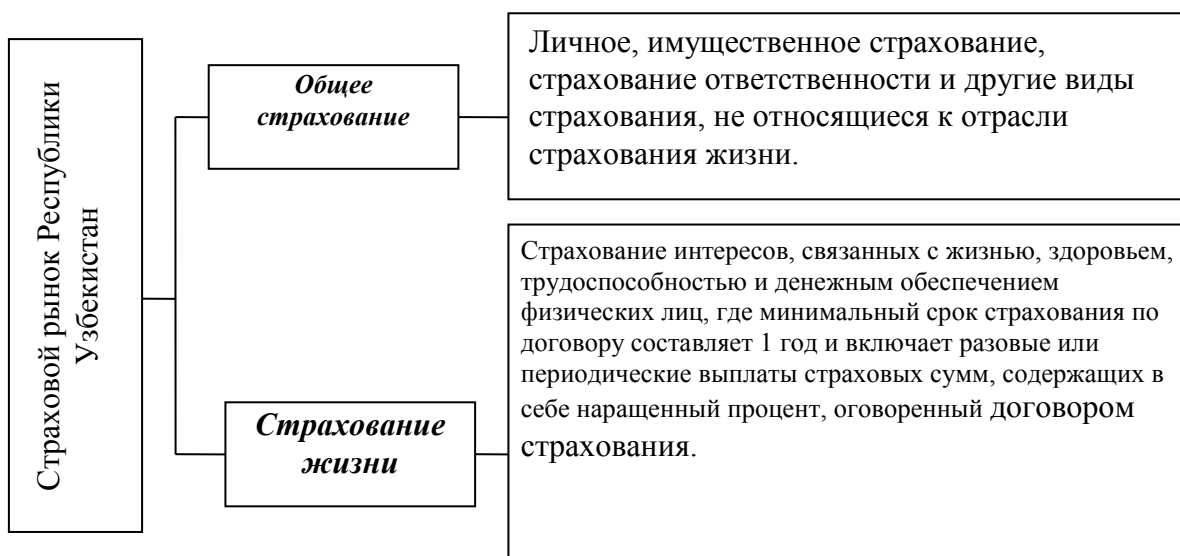 Страховой рынок Республики
Узбекистан
Общее
страхование
Личное, имущественное страхование,
страхование ответственности и другие виды
страхования, не относящиеся к отрасли
страхования жизни.
Страхование
жизни
Страхование интересов, связанных с жизнью, здоровьем,
трудоспособностью и денежным обеспечением
физических лиц, где минимальный срок страхования по
договору составляет 1 год и включает разовые или
периодические выплаты страховых сумм, содержащих в
себе наращенный процент, оговоренный договором
страхования.